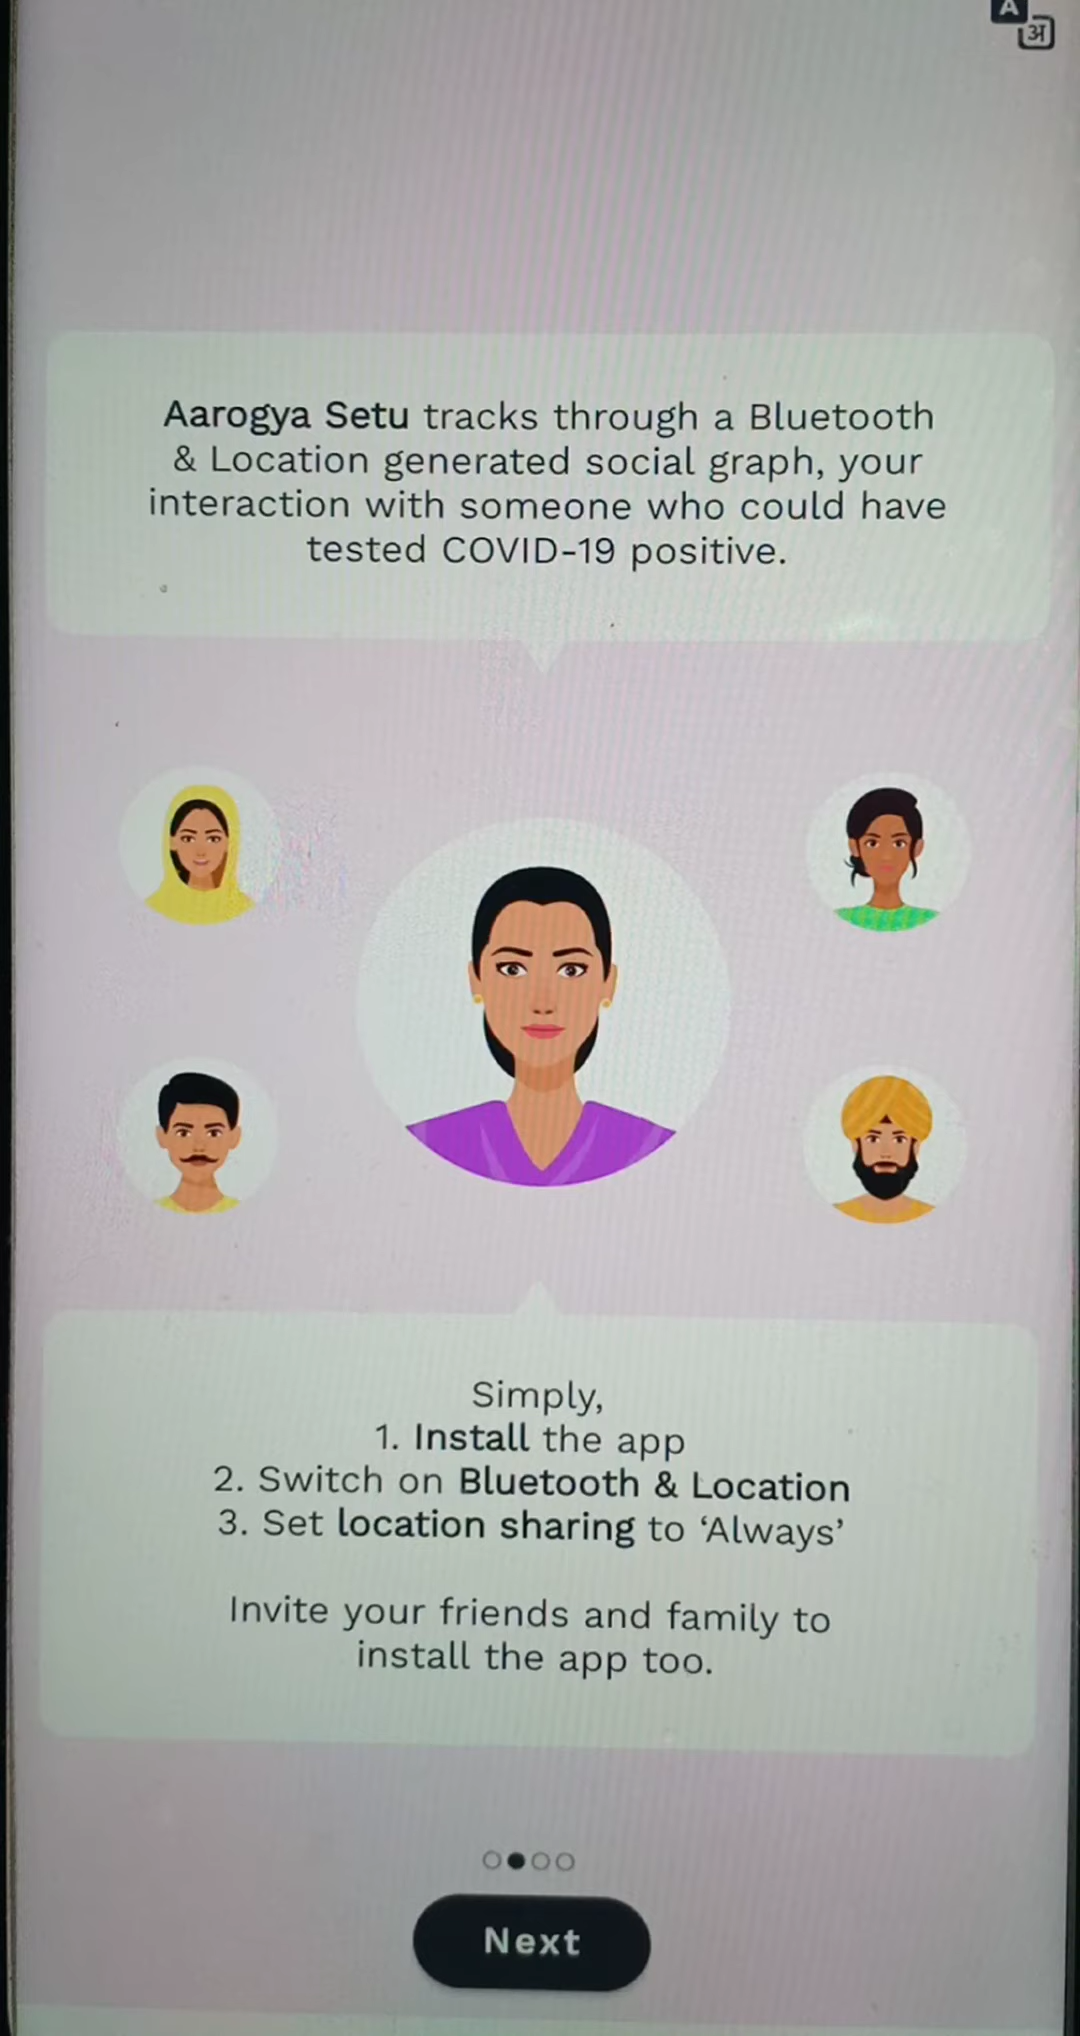 A
अ
Aarogya Setu tracks through a Bluetooth
& Location generated social graph, your
interaction with someone who could have
tested COVID-19 positive.
Simply,
1. Install the app
2. Switch on Bluetooth & Location
3. Set location sharing to ‘Always’
Invite your friends and family to
install the app too.
Next